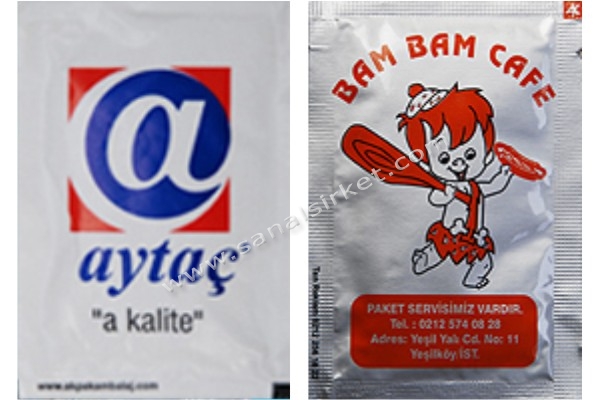 aytaç
"a kalite"
www.akpakambalaj.com
BAM BAM CAFE
PAKET SERVİSİMİZ VARDIR.
Tel. : 0212 574 08 28
Adres: Yeşil Yalı Cd. No: 11
Yeşilköy/İST.
www.sanalsirket.com